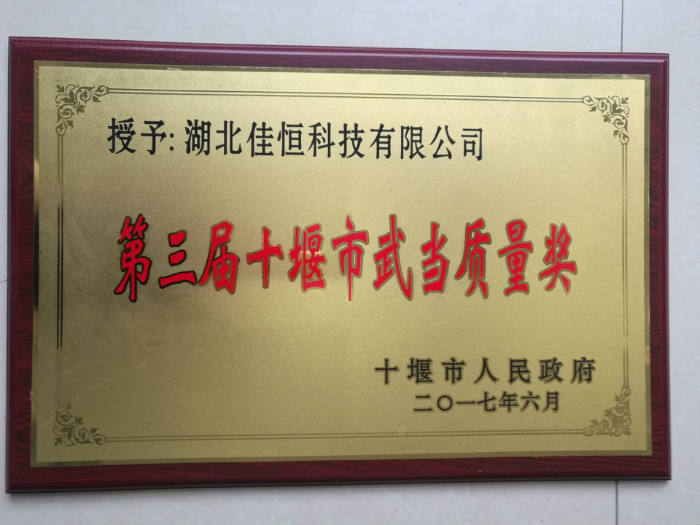 授予:湖北佳恒科技有限公司
第三届十堰市武当质量奖
十堰市人民政府
二〇一七年六月